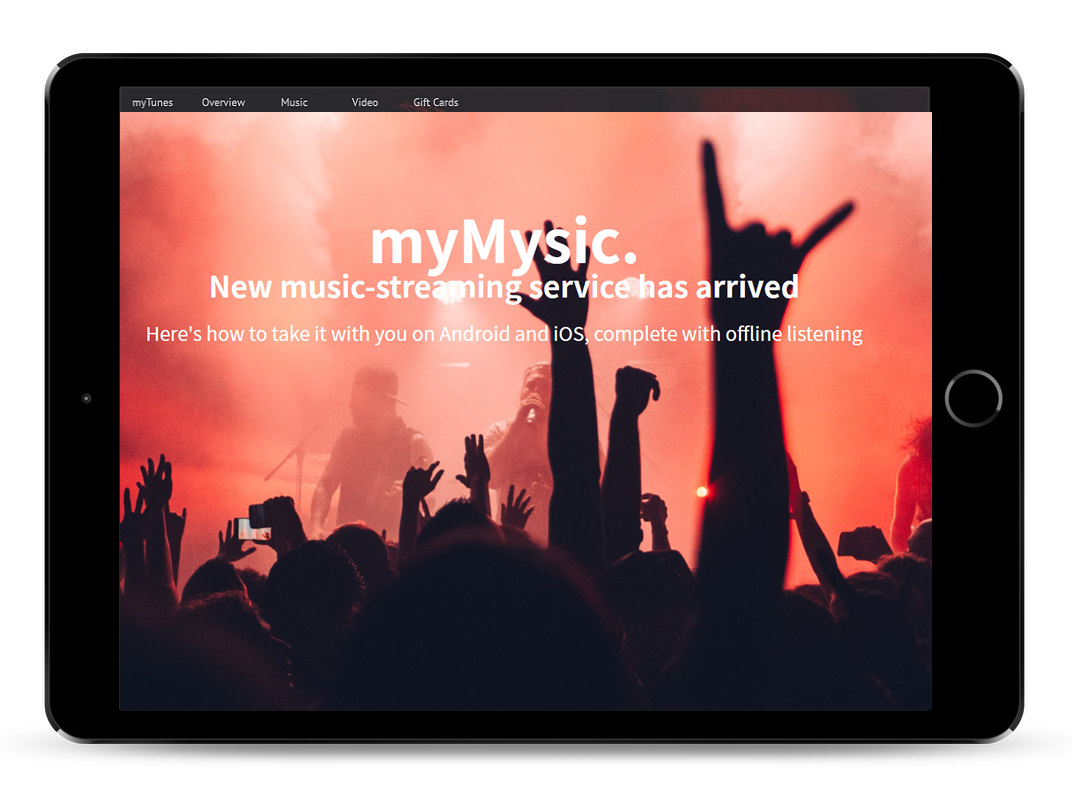 myTunes Overview Music Video Gift Cards
myMysic.
New music-streaming service has arrived
Here's how to take it with you on Android and iOS, complete with offline listening